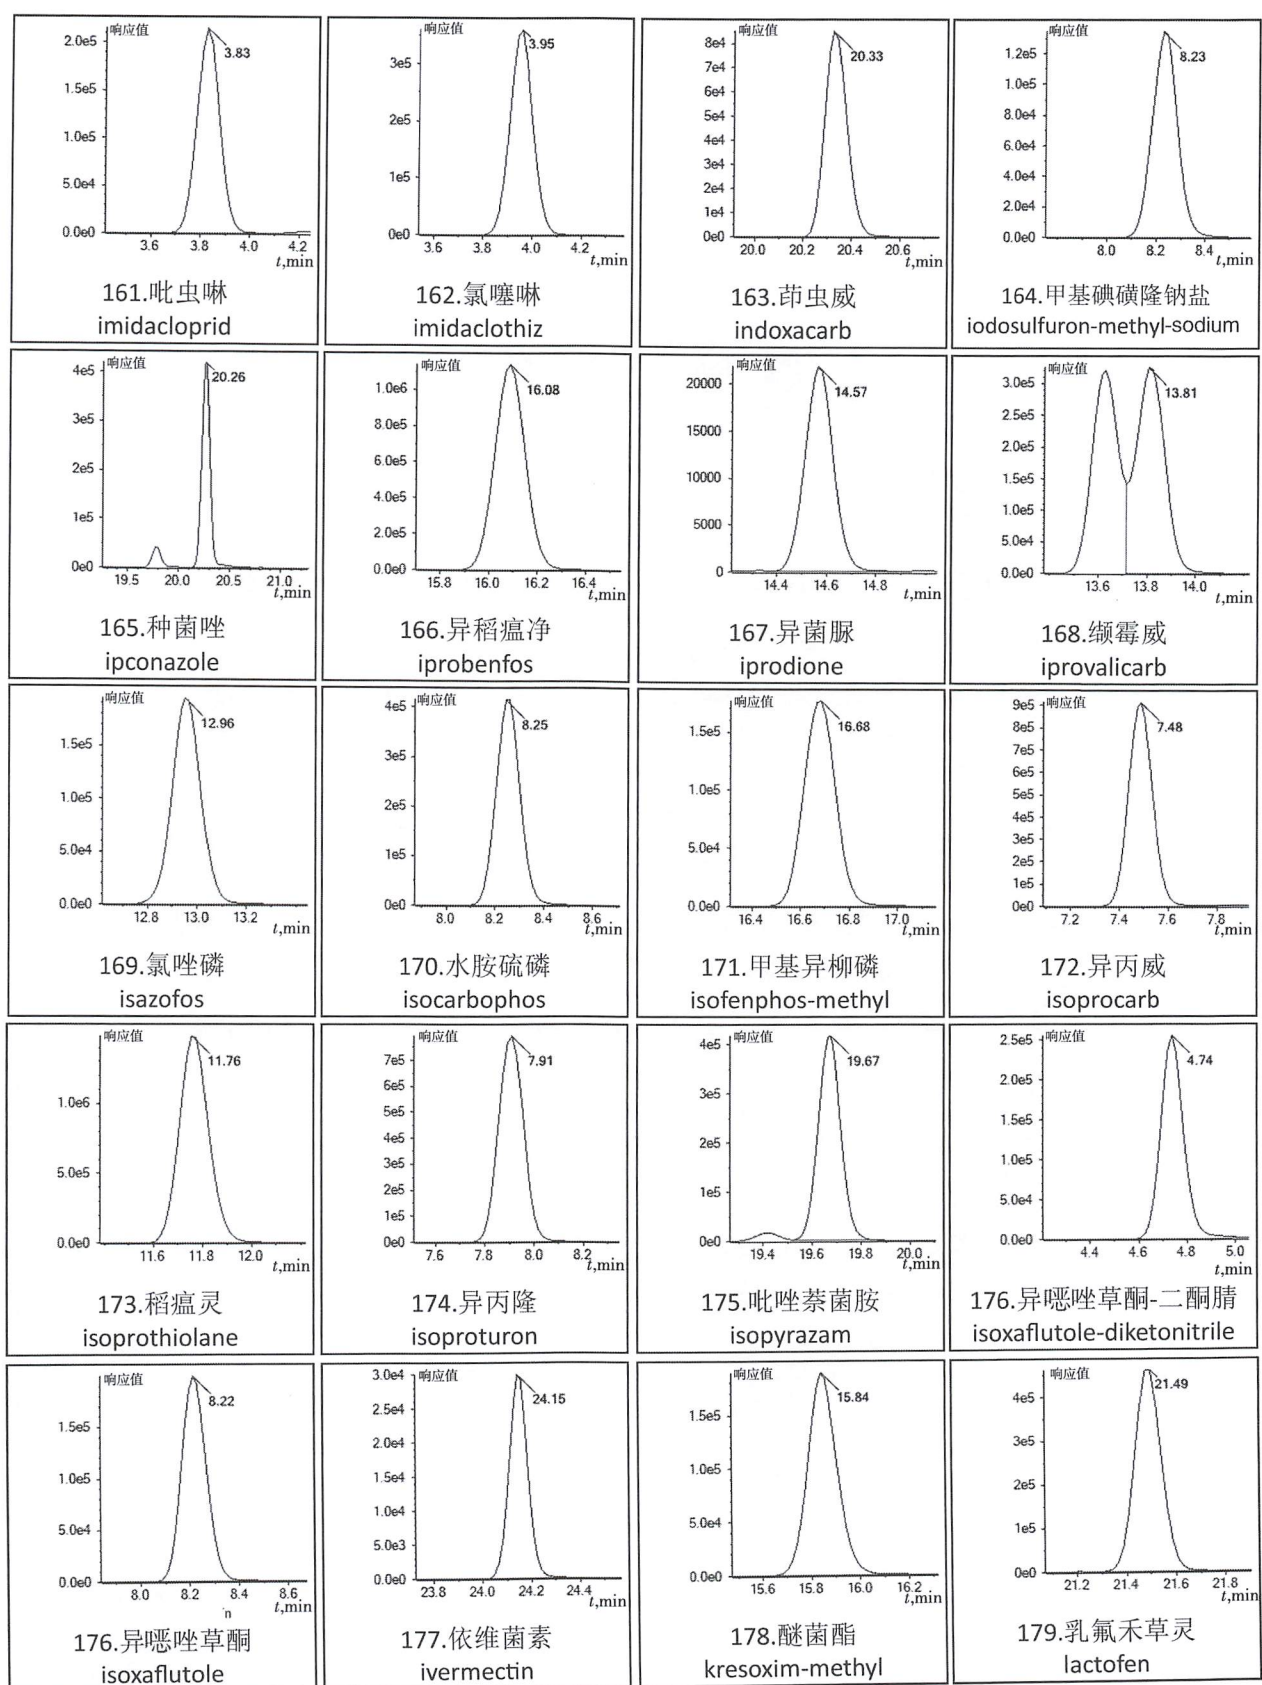 响应值
2.0e5
3.83
1.5e5
1.0e5
5.0e4
0.0e0
3.6 3.8 4.0 4.2
t,min
161.吡虫啉
imidacloprid
响应值
3e5
3.95
2e5
1e5
0e0
3.6 3.8 4.0 4.2
t,min
162.氯噻啉
imidaclothiz
响应值
8e4
20.33
7e4
6e4
5e4
4e4
3e4
2e4
1e4
0e0
20.0 20.2 20.4 20.6
t,min
163.茚虫威
indoxacarb
响应值
1.2e5
8.23
1.0e5
8.0e4
6.0e4
4.0e4
2.0e4
0.0e0
8.0 8.2 8.4
t,min
164.甲基碘磺隆钠盐
iodosulfuron-methyl-sodium
响应值
4e5
20.26
3e5
2e5
1e5
0e0
19.5 20.0 20.5 21.0
t,min
165.种菌唑
ipconazole
响应值
1.0e6
16.08
8.0e5
6.0e5
4.0e5
2.0e5
0.0e0
15.8 16.0 16.2 16.4
t,min
166.异稻瘟净
iprobenfos
响应值
20000
14.57
15000
10000
5000
0
14.4 14.6 14.8
t,min
167.异菌脲
iprodione
响应值
3.0e5
13.81
2.5e5
2.0e5
1.5e5
1.0e5
5.0e4
0.0e0
13.6 13.8 14.0
t,min
168.缬霉威
iprovalicarb
响应值
12.96
1.5e5
1.0e5
5.0e4
0.0e0
12.8 13.0 13.2
t,min
169.氯唑磷
isazofos
响应值
4e5
8.25
3e5
2e5
1e5
0e0
8.0 8.2 8.4 8.6
t,min
170.水胺硫磷
isocarbophos
响应值
16.68
1.5e5
1.0e5
5.0e4
0.0e0
16.4 16.6 16.8 17.0
t,min
171.甲基异柳磷
isofenphos-methyl
响应值
9e5
7.48
8e5
7e5
6e5
5e5
4e5
3e5
2e5
1e5
0e0
7.2 7.4 7.6 7.8
t,min
172.异丙威
isoprocarb
响应值
11.76
1.0e6
5.0e5
0.0e0
11.6 11.8 12.0
t,min
173.稻瘟灵
isoprothiolane
响应值
7e5
7.91
6e5
5e5
4e5
3e5
2e5
1e5
0e0
7.6 7.8 8.0 8.2
t,min
174.异丙隆
isoproturon
响应值
4e5
19.67
3e5
2e5
1e5
0e0
19.4 19.6 19.8 20.0
t,min
175.吡唑萘菌胺
isopyrazam
响应值
2.5e5
4.74
2.0e5
1.5e5
1.0e5
5.0e4
0.0e0
4.4 4.6 4.8 5.0
t,min
176.异噁唑草酮-二酮腈
isoxaflutole-diketonitrile
响应值
8.22
1.5e5
1.0e5
5.0e4
0.0e0
8.0 8.2 8.4 8.6
t,min
176.异噁唑草酮
isoxaflutole
响应值
3.0e4
24.15
2.5e4
2.0e4
1.5e4
1.0e4
5.0e3
0.0e0
23.8 24.0 24.2 24.4
t,min
177.依维菌素
ivermectin
响应值
15.84
1.5e5
1.0e5
5.0e4
0.0e0
15.6 15.8 16.0 16.2
t,min
178.醚菌酯
kresoxim-methyl
响应值
21.49
4e5
3e5
2e5
1e5
0e0
21.2 21.4 21.6 21.8
t,min
179.乳氟禾草灵
lactofen